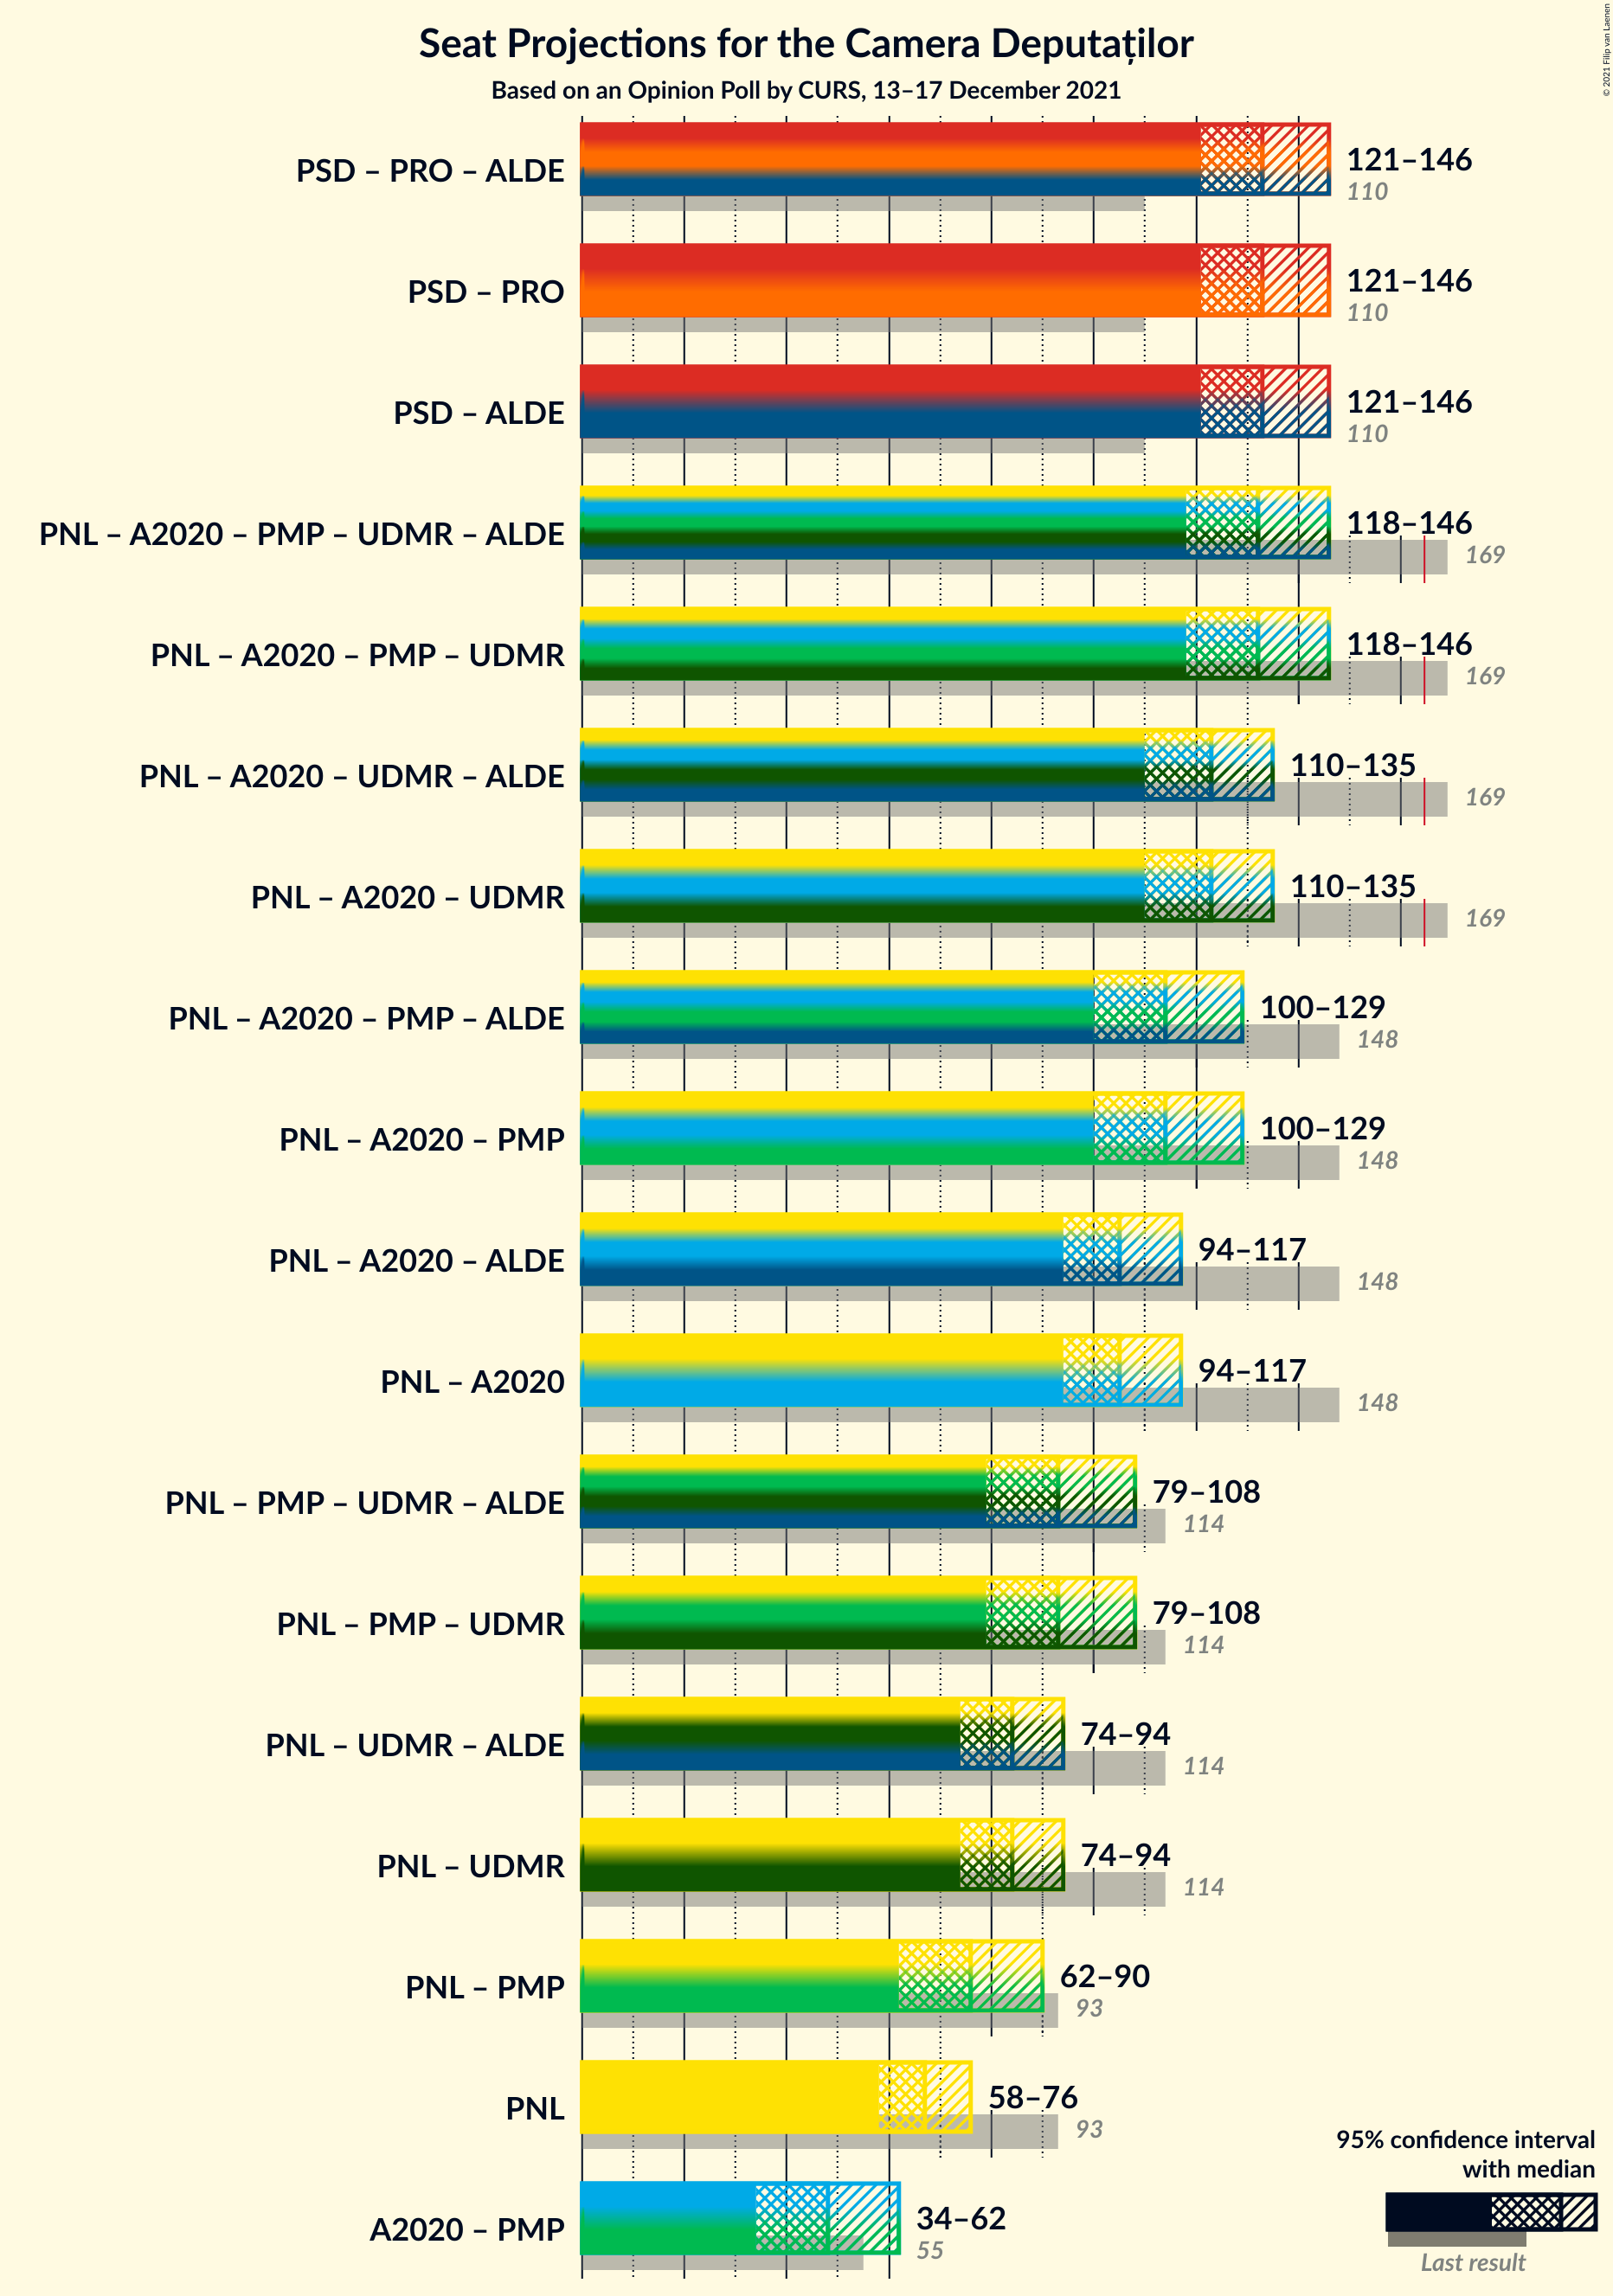 Seat Projections for the Camera Deputaților
Based on an Opinion Poll by CURS, 13–17 December 2021
© 2021 Filip van Laenen
PSD – PRO – ALDE
121–146
110
PSD – PRO
121–146
110
PSD – ALDE
121–146
110
PNL – A2020 – PMP – UDMR – ALDE
118–146
169
PNL – A2020 – PMP – UDMR
118–146
169
PNL – A2020 – UDMR – ALDE
110–135
169
PNL – A2020 – UDMR
110–135
169
PNL – A2020 – PMP – ALDE
100–129
148
PNL – A2020 – PMP
100–129
148
PNL – A2020 – ALDE
94–117
148
PNL – A2020
94–117
148
PNL – PMP – UDMR – ALDE
79–108
114
PNL – PMP – UDMR
79–108
114
PNL – UDMR – ALDE
74–94
114
PNL – UDMR
74–94
114
PNL – PMP
62–90
93
PNL
58–76
93
A2020 – PMP
34–62
55
95% confidence interval
with median
Last result